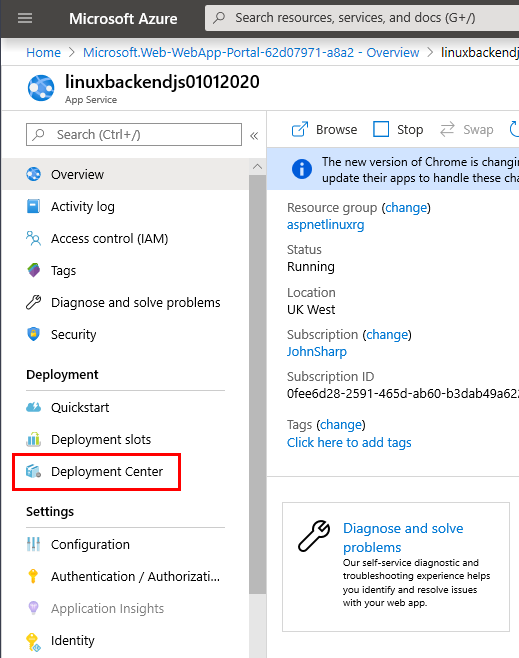 Microsoft Azure
Search resources, services, and docs (G+/)
Home > Microsoft.Web-WebApp-Portal-62d07971-a8a2 - Overview > linuxbackendj
linuxbackendjs01012020
App Service
Search (Ctrl+/)
Overview
Activity log
Access control (IAM)
Tags
Diagnose and solve problems
Security
Deployment
Quickstart
Deployment slots
Deployment Center
Settings
Configuration
Authentication / Authorizati...
Application Insights
Identity
Browse
Stop
Swap
The new version of Chrome is changin
update their apps to handle these cha
Resource group (change)
aspnetlinuxrg
Status
Running
Location
UK West
Subscription (change)
JohnSharp
Subscription ID
0fee6d28-2591-465d-ab60-b3dab49a622
Tags (change)
Click here to add tags
Diagnose and solve
problems
Our self-service diagnostic and
troubleshooting experience helps
you identify and resolve issues
with your web app.